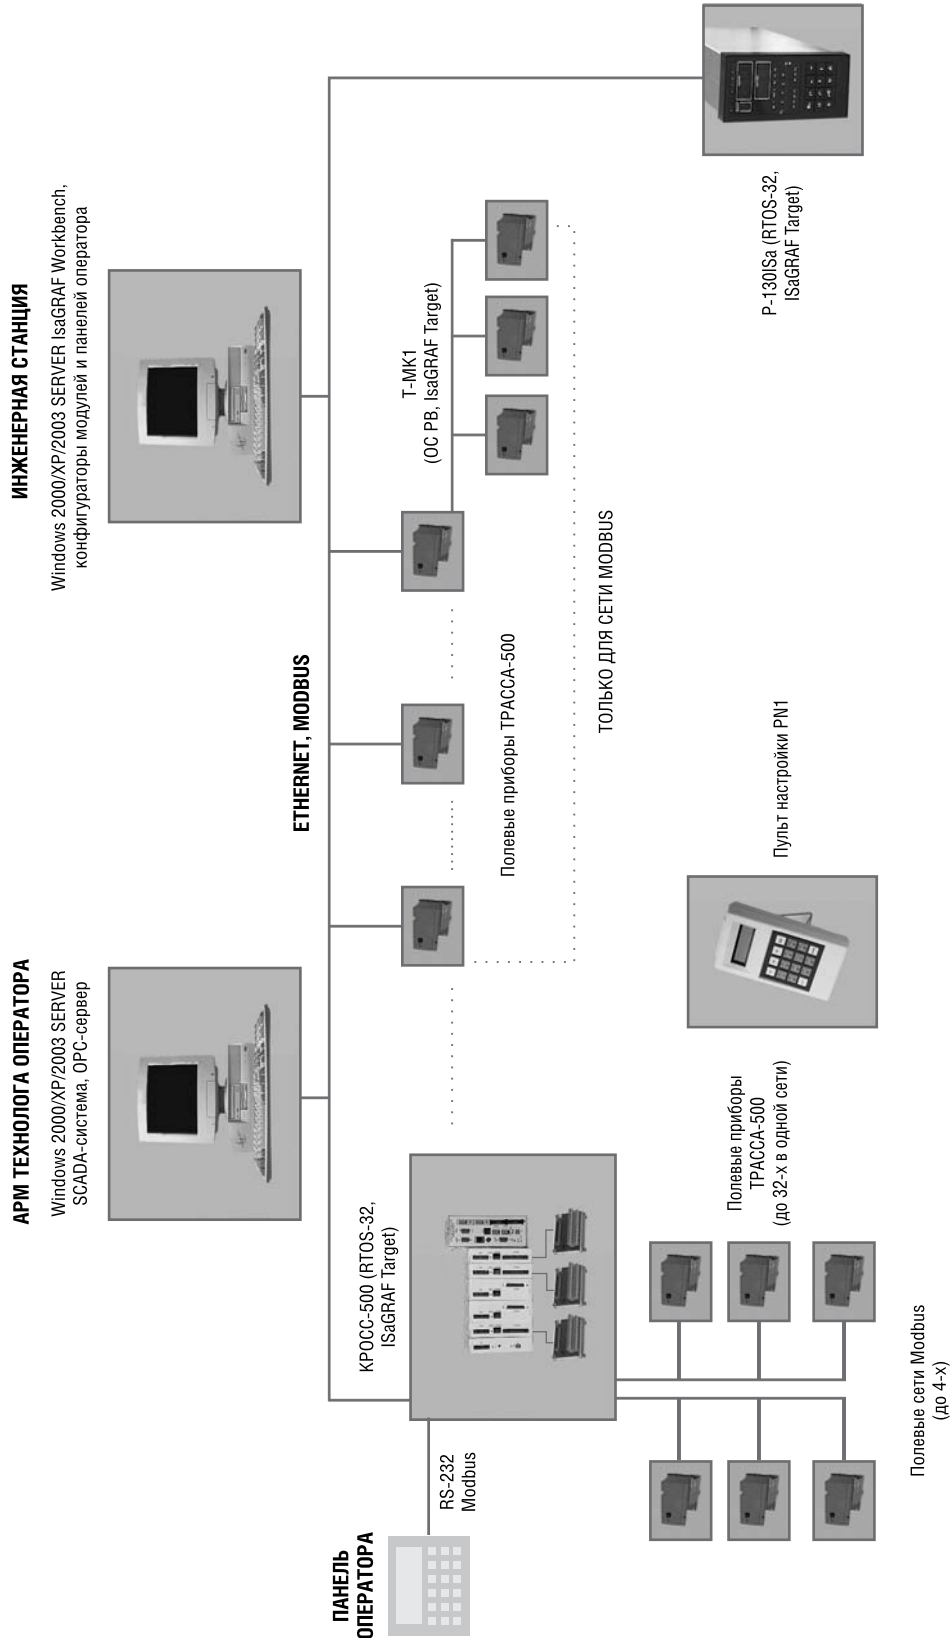 АРМ ТЕХНОЛОГА ОПЕРАТОРА
Windows 2000/XP/2003 SERVER
SCADA-система, OPC-сервер
ИНЖЕНЕРНАЯ СТАНЦИЯ
Windows 2000/XP/2003 SERVER IsaGRAF Workbench,
конфигураторы модулей и панелей оператора
ETHERNET, MODBUS
ПАНЕЛЬ
ОПЕРАТОРА
RS-232
Modbus
КРОСС-500 (RTOS-32,
ISaGRAF Target)
Полевые приборы ТРАССА-500
Т-МК1
(ОС РВ, IsaGRAF Target)
ТОЛЬКО ДЛЯ СЕТИ MODBUS
Р-130ISa (RTOS-32,
ISaGRAF Target)
Полевые приборы
ТРАССА-500
(до 32-х в одной сети)
Пульт настройки PN1
Полевые сети Modbus
(до 4-х)